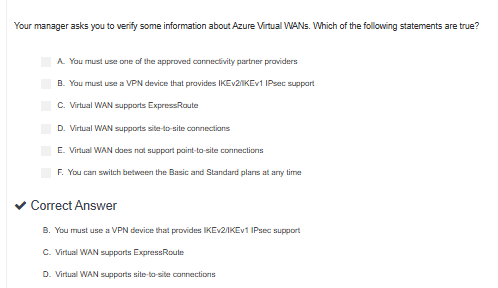 Your manager asks you to verify some information about Azure Virtual WANs. Which of the following statements are true?
A. You must use one of the approved connectivity partner providers
B. You must use a VPN device that provides IKEv2/IKEv1 IPsec support
C. Virtual WAN supports ExpressRoute
D. Virtual WAN supports site-to-site connections
E. Virtual WAN does not support point-to-site connections
F. You can switch between the Basic and Standard plans at any time
Correct Answer
B. You must use a VPN device that provides IKEv2/IKEv1 IPsec support
C. Virtual WAN supports ExpressRoute
D. Virtual WAN supports site-to-site connections